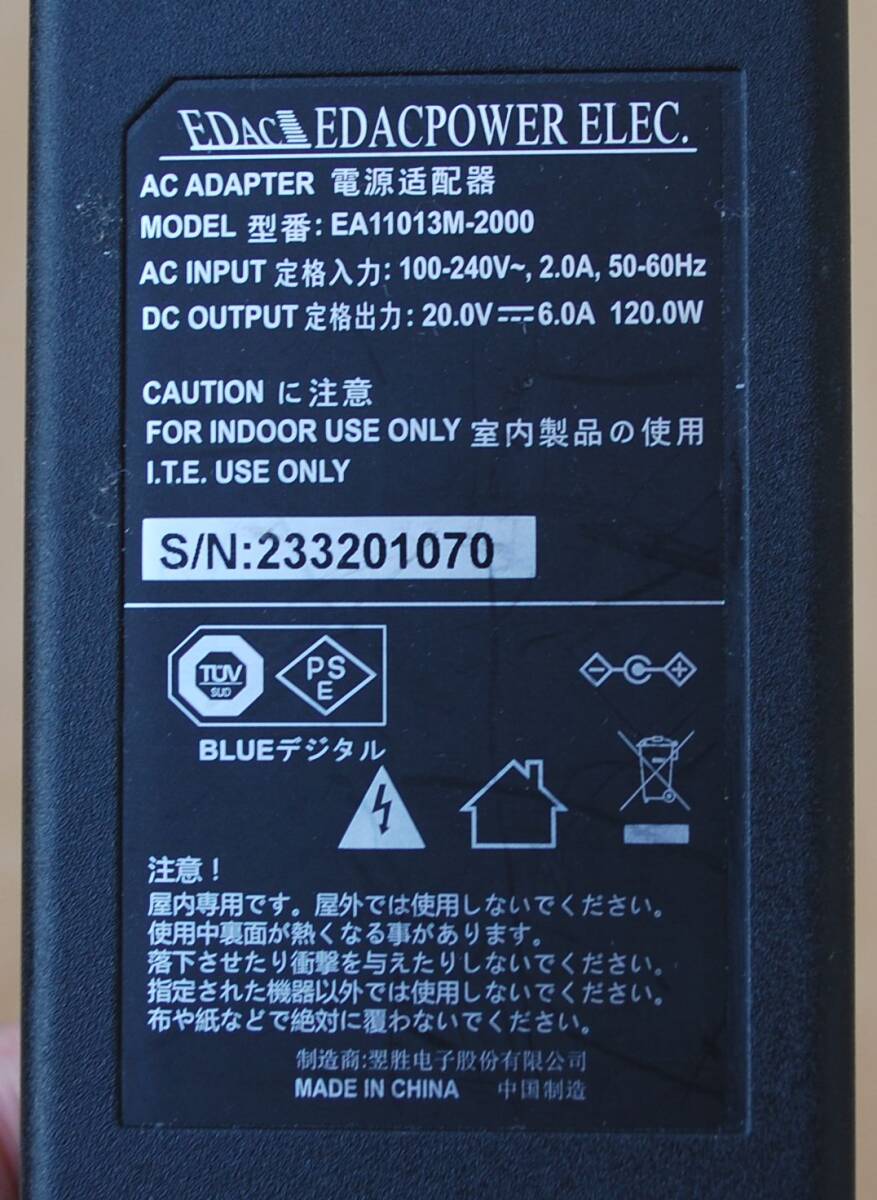 EDAC EDACPOWER ELEC.
AC ADAPTER 電源适配器
MODEL 型番: EA11013M-2000
AC INPUT 定格入力: 100-240V~, 2.0A, 50-60Hz
DC OUTPUT 定格出力: 20.0V⎓6.0A 120.0W
CAUTION に注意
FOR INDOOR USE ONLY 室内製品の使用
I.T.E. USE ONLY
S/N:233201070
TÜV
SUD
PS
E
BLUEデジタル
注意！
屋内専用です。屋外では使用しないでください。
使用中裏面が熱くなる事があります。
落下させたり衝撃を与えたりしないでください。
指定された機器以外では使用しないでください。
布や紙などで絶対に覆わないでください。
制造商:翌胜电子股份有限公司
MADE IN CHINA 中国制造